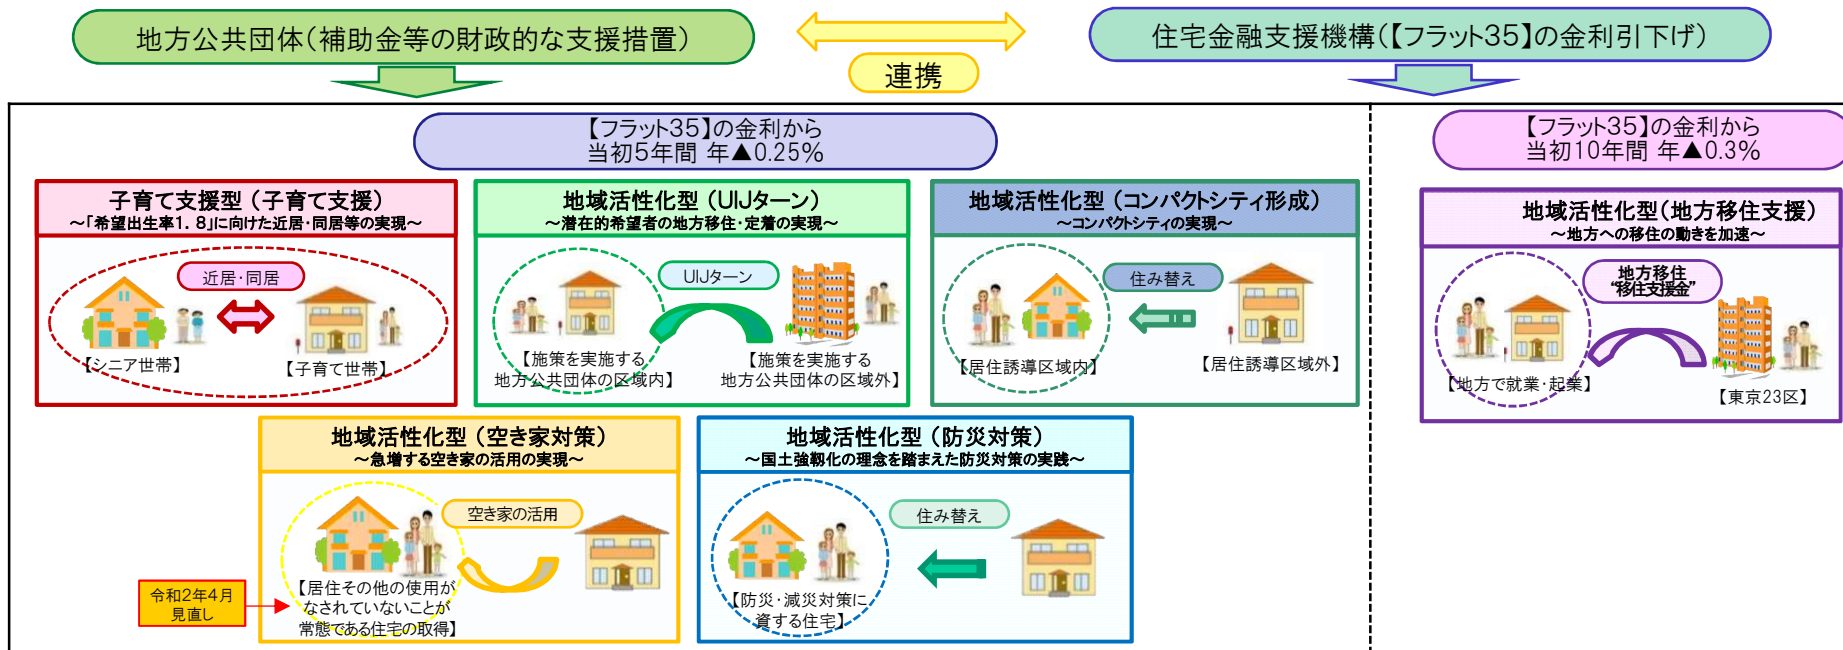 地方公共団体(補助金等の財政的な支援措置)
連携
住宅金融支援機構(【フラット35】の金利引下げ)
【フラット35】の金利から
当初5年間 年▲0.25%
【フラット35】の金利から
当初10年間 年▲0.3%
子育て支援型(子育て支援)
～「希望出生率1.8」に向けた近居・同居等の実現～
近居・同居
【シニア世帯】
【子育て世帯】
地域活性化型(UIJターン)
～潜在的希望者の地方移住・定着の実現～
UIJターン
【施策を実施する
地方公共団体の区域内】
【施策を実施する
地方公共団体の区域外】
地域活性化型(コンパクトシティ形成)
～コンパクトシティの実現～
住み替え
【居住誘導区域内】
【居住誘導区域外】
地域活性化型(地方移住支援)
～地方への移住の動きを加速～
地方移住
“移住支援金”
【地方で就業・起業】
【東京23区】
地域活性化型(空き家対策)
～急増する空き家の活用の実現～
空き家の活用
【居住その他の使用が
なされていないことが
常態である住宅の取得】
令和2年4月
見直し
地域活性化型(防災対策)
～国土強靱化の理念を踏まえた防災対策の実践～
住み替え
【防災・減災対策に
資する住宅】